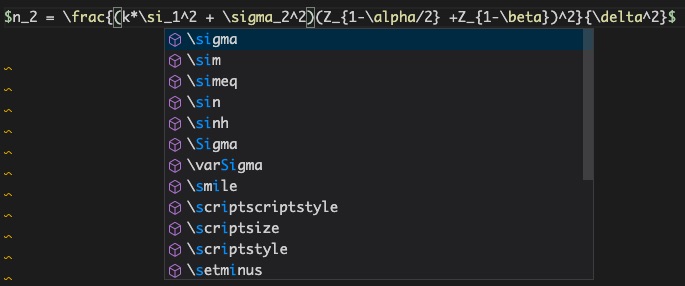 $n_2 = \frac{(k*\si_1^2 + \sigma_2^2)(Z_{1-\alpha/2} +Z_{1-\beta})^2}{\delta^2}$
\sigma
\sim
\simeq
\sin
\sinh
\Sigma
\varSigma
\smile
\scriptscriptstyle
\scriptsize
\scriptstyle
\setminus